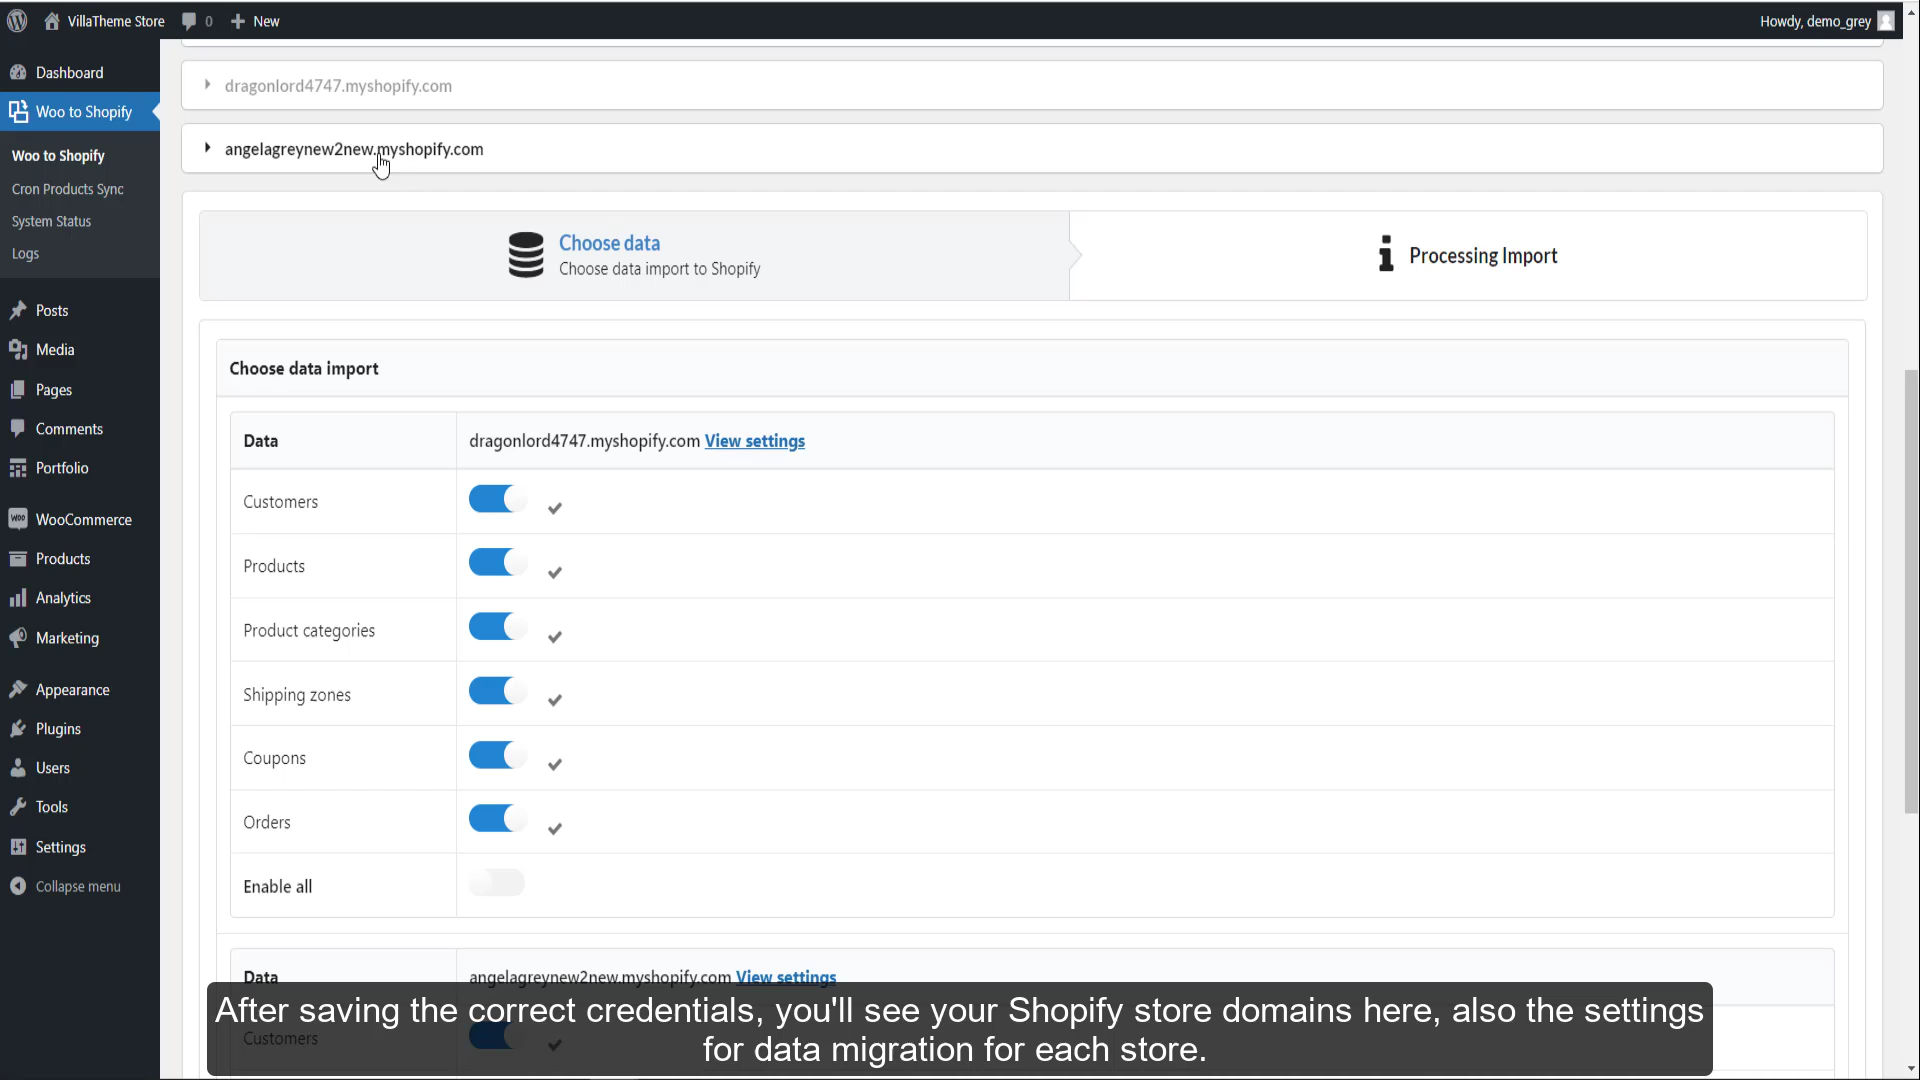 VillaTheme Store 0 New Howdy, demo_grey
Dashboard
Woo to Shopify
Woo to Shopify
Cron Products Sync
System Status
Logs
Posts
Media
Pages
Comments
Portfolio
Woo WooCommerce
Products
Analytics
Marketing
Appearance
Plugins
Users
Tools
Settings
Collapse menu
dragonlord4747.myshopify.com
angelagreynew2new.myshopify.com
Choose data
Choose data import to Shopify
Processing Import
Choose data import
Data dragonlord4747.myshopify.com View settings
Customers
Products
Product categories
Shipping zones
Coupons
Orders
Enable all
Data angelagreynew2new.myshopify.com View settings
Customers
After saving the correct credentials, you'll see your Shopify store domains here, also the settings
for data migration for each store.